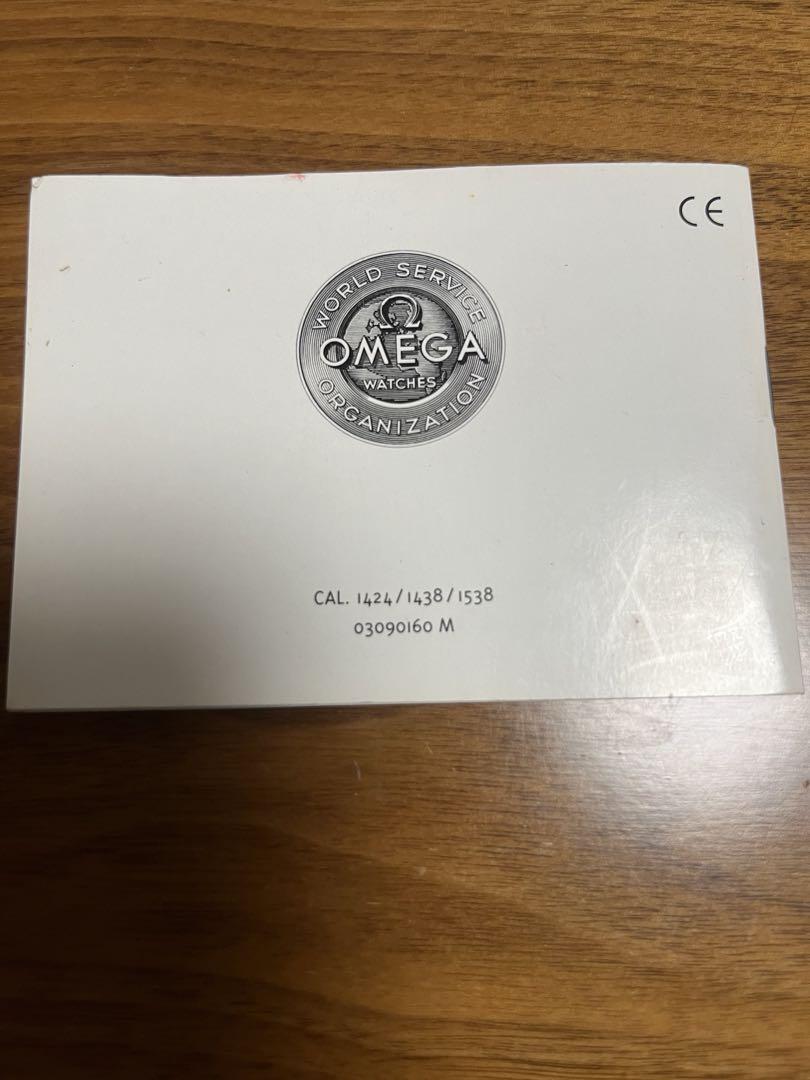 CE
WORLD SERVICE
Ω
OMEGA
WATCHES
ORGANIZATION
CAL. 1424/1438/1538
03090160 M